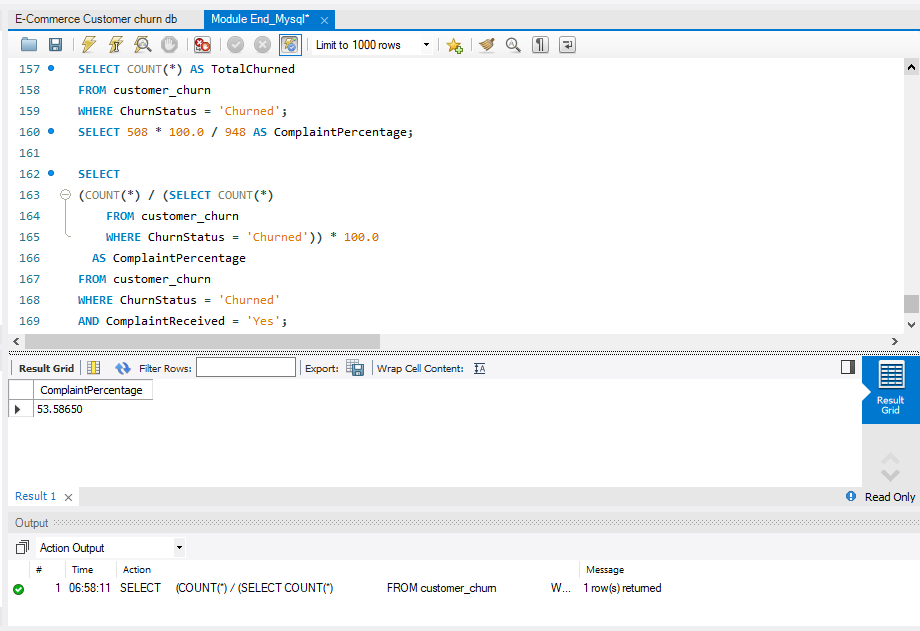 E-Commerce Customer churn db
Module End_Mysql* ×
Limit to 1000 rows
157 SELECT COUNT(*) AS TotalChurned
158 FROM customer_churn
159 WHERE ChurnStatus = 'Churned';
160 SELECT 508 * 100.0 / 948 AS ComplaintPercentage;
161
162 SELECT
163 (COUNT(*) / (SELECT COUNT(*)
164 FROM customer_churn
165 WHERE ChurnStatus = 'Churned')) * 100.0
166 AS ComplaintPercentage
167 FROM customer_churn
168 WHERE ChurnStatus = 'Churned'
169 AND ComplaintReceived = 'Yes';
Result Grid Filter Rows: Export: Wrap Cell Content:
ComplaintPercentage
53.58650
Result
Grid
Result 1 ×
Read Only
Output
Action Output
# Time Action Message
1 06:58:11 SELECT (COUNT(*) / (SELECT COUNT(*) FROM customer_churn W... 1 row(s) returned